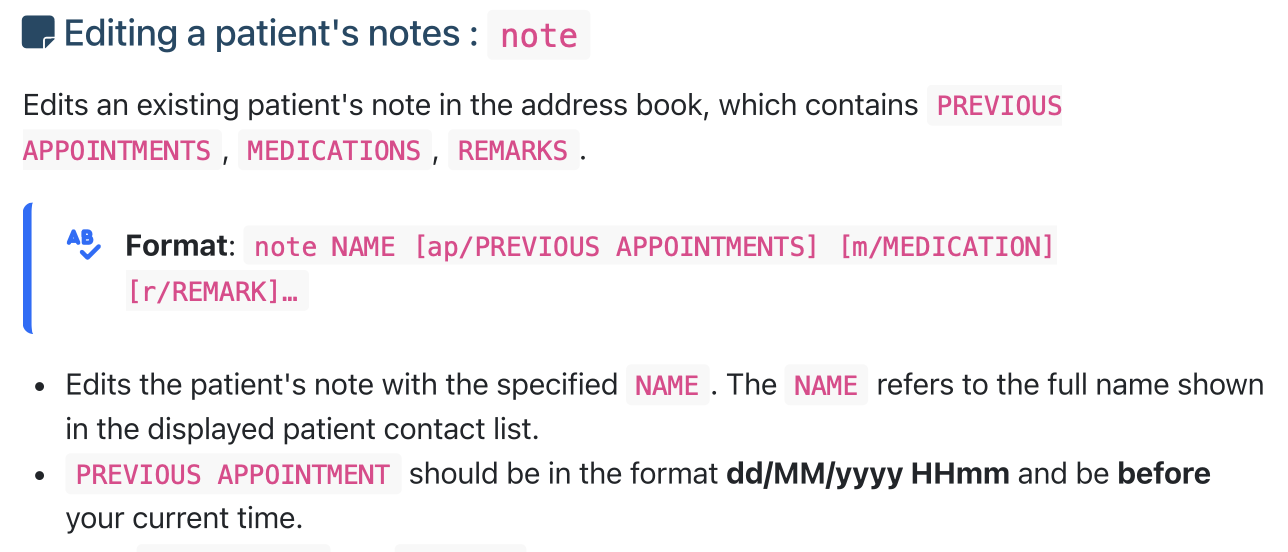 Editing a patient's notes : note
Edits an existing patient's note in the address book, which contains PREVIOUS
APPOINTMENTS, MEDICATIONS, REMARKS.
AB Format: note NAME [ap/PREVIOUS APPOINTMENTS] [m/MEDICATION]
[r/REMARK]…
• Edits the patient's note with the specified NAME. The NAME refers to the full name shown
in the displayed patient contact list.
• PREVIOUS APPOINTMENT should be in the format dd/MM/yyyy HHmm and be before
your current time.